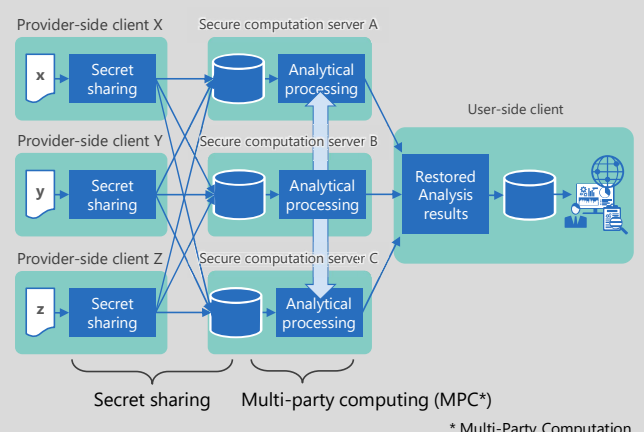 Provider-side client X
Secure computation server A
x
Secret
sharing
Analytical
processing
User-side client
Provider-side client Y
Secure computation server B
y
Secret
sharing
Analytical
processing
Restored
Analysis
results
Provider-side client Z
Secure computation server C
z
Secret
sharing
Analytical
processing
Secret sharing
Multi-party computing (MPC*)
* Multi-Party Computation